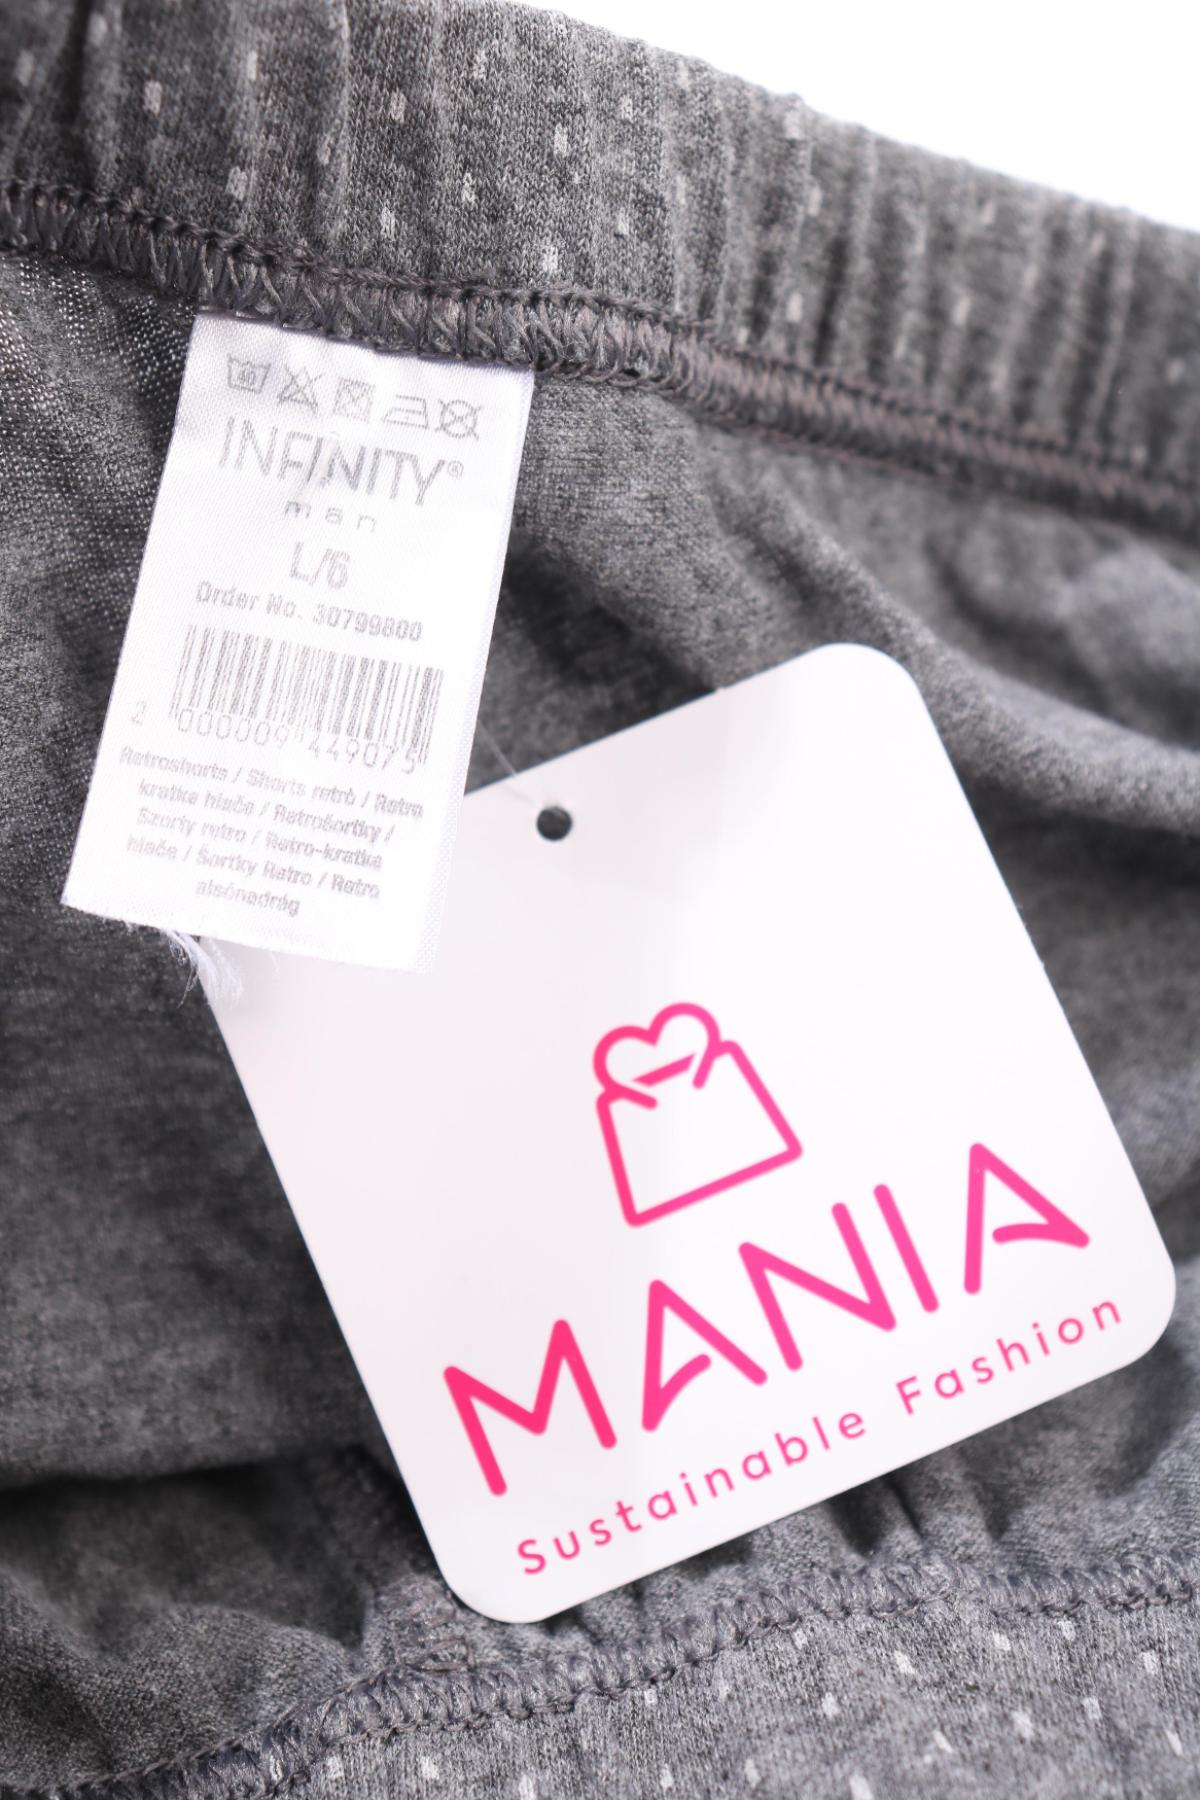 INFINITY®
man
L/6
Order No. 30799800
2 000009 449075
Retroshorts / Shorts retrò / Retro
kratke hlače / Retrošortky /
Szorty retro / Retro-kratke
hlače / Šortky Retro / Retro
alsónadrág
MANIA
Sustainable Fashion